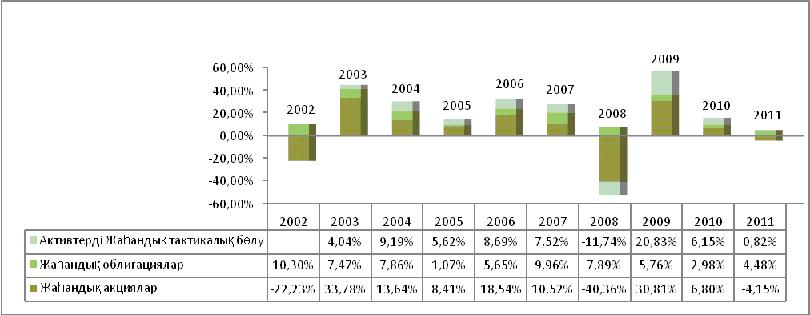 60,00%
40,00%
20,00%
0,00%
-20,00%
-40,00%
-60,00%
2002 2003 2004 2005 2006 2007 2008 2009 2010 2011
2002 2003 2004 2005 2006 2007 2008 2009 2010 2011
Активтерді Жаһандық тактикалық бөлу 4,04% 9,19% 5,62% 8,69% 7,52% -11,74% 20,83% 6,15% 0,82%
Жаһандық облигациялар 10,30% 7,47% 7,86% 1,07% 5,65% 9,96% 7,89% 5,76% 2,98% 4,48%
Жаһандық акциялар -22,23% 33,78% 13,64% 8,41% 18,54% 10,52% -40,36% 30,81% 6,80% -4,15%